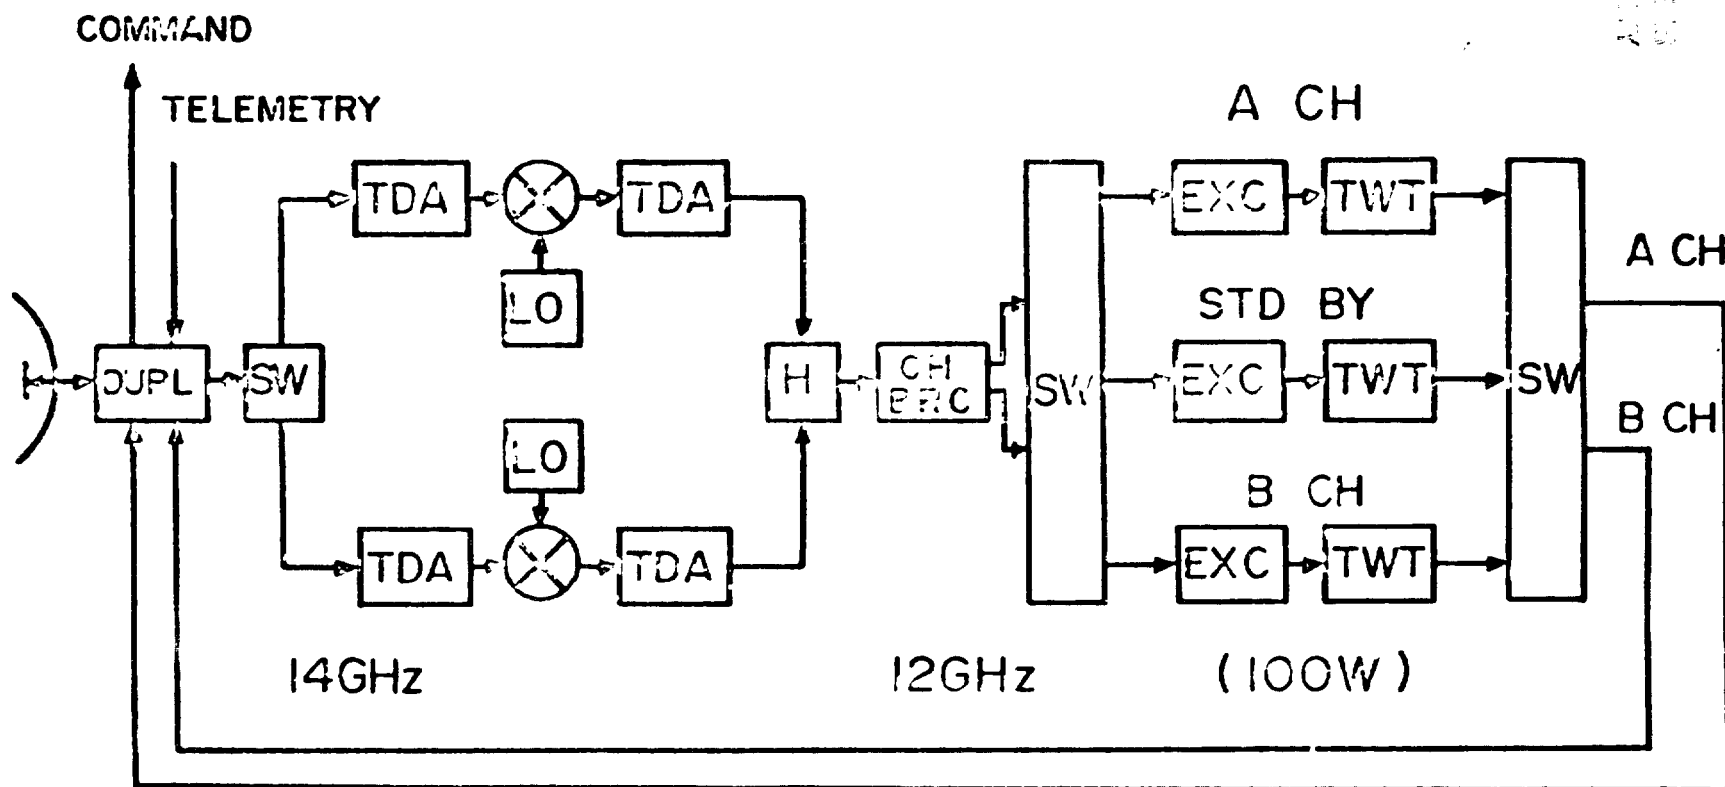 COMMAND
TELEMETRY
A CH
TDA
TDA
EXC
TWT
A CH
LO
STD BY
DUPL
SW
H
CH
BRC
SW
EXC
TWT
SW
B CH
LO
B CH
TDA
TDA
EXC
TWT
14GHz
12GHz
(100W)